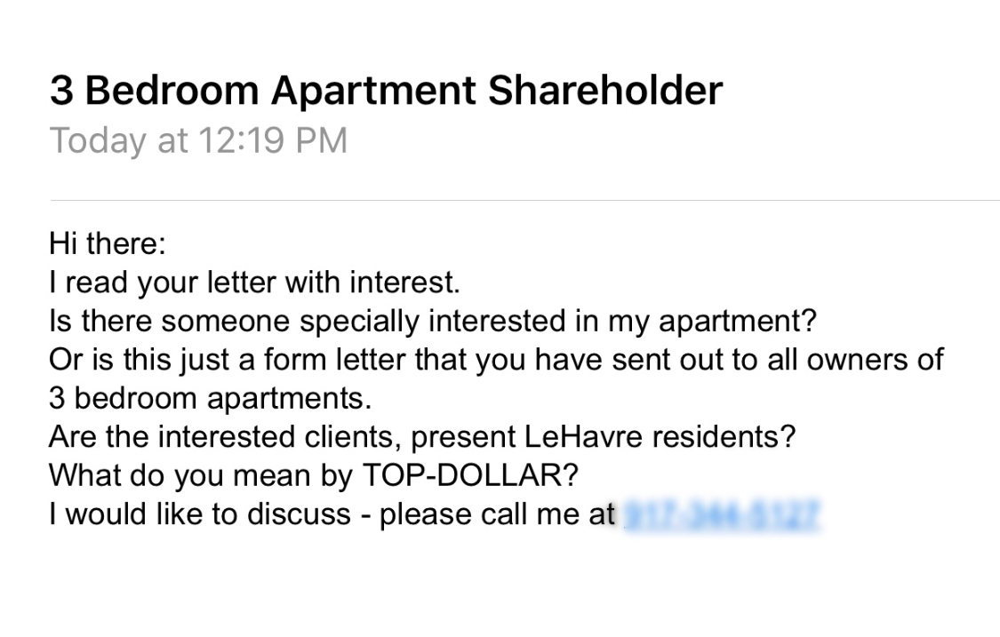 3 Bedroom Apartment Shareholder
Today at 12:19 PM
Hi there:
I read your letter with interest.
Is there someone specially interested in my apartment?
Or is this just a form letter that you have sent out to all owners of
3 bedroom apartments.
Are the interested clients, present LeHavre residents?
What do you mean by TOP-DOLLAR?
I would like to discuss - please call me at